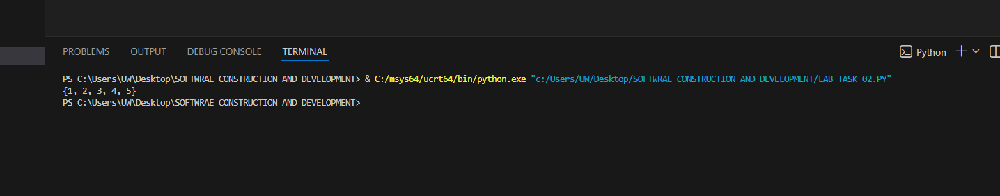 PROBLEMS OUTPUT DEBUG CONSOLE TERMINAL Python
PS C:\Users\UW\Desktop\SOFTWRAE CONSTRUCTION AND DEVELOPMENT> & C:/msys64/ucrt64/bin/python.exe "c:/Users/UW/Desktop/SOFTWRAE CONSTRUCTION AND DEVELOPMENT/LAB TASK 02.PY"
{1, 2, 3, 4, 5}
PS C:\Users\UW\Desktop\SOFTWRAE CONSTRUCTION AND DEVELOPMENT>